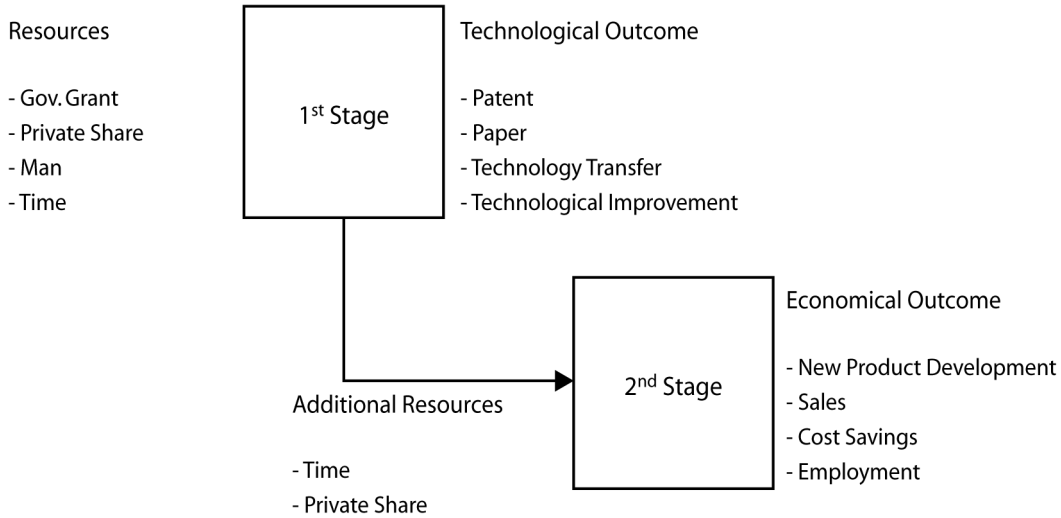 Resources
- Gov. Grant
- Private Share
- Man
- Time
1st Stage
Technological Outcome
- Patent
- Paper
- Technology Transfer
- Technological Improvement
Additional Resources
- Time
- Private Share
2nd Stage
Economical Outcome
- New Product Development
- Sales
- Cost Savings
- Employment